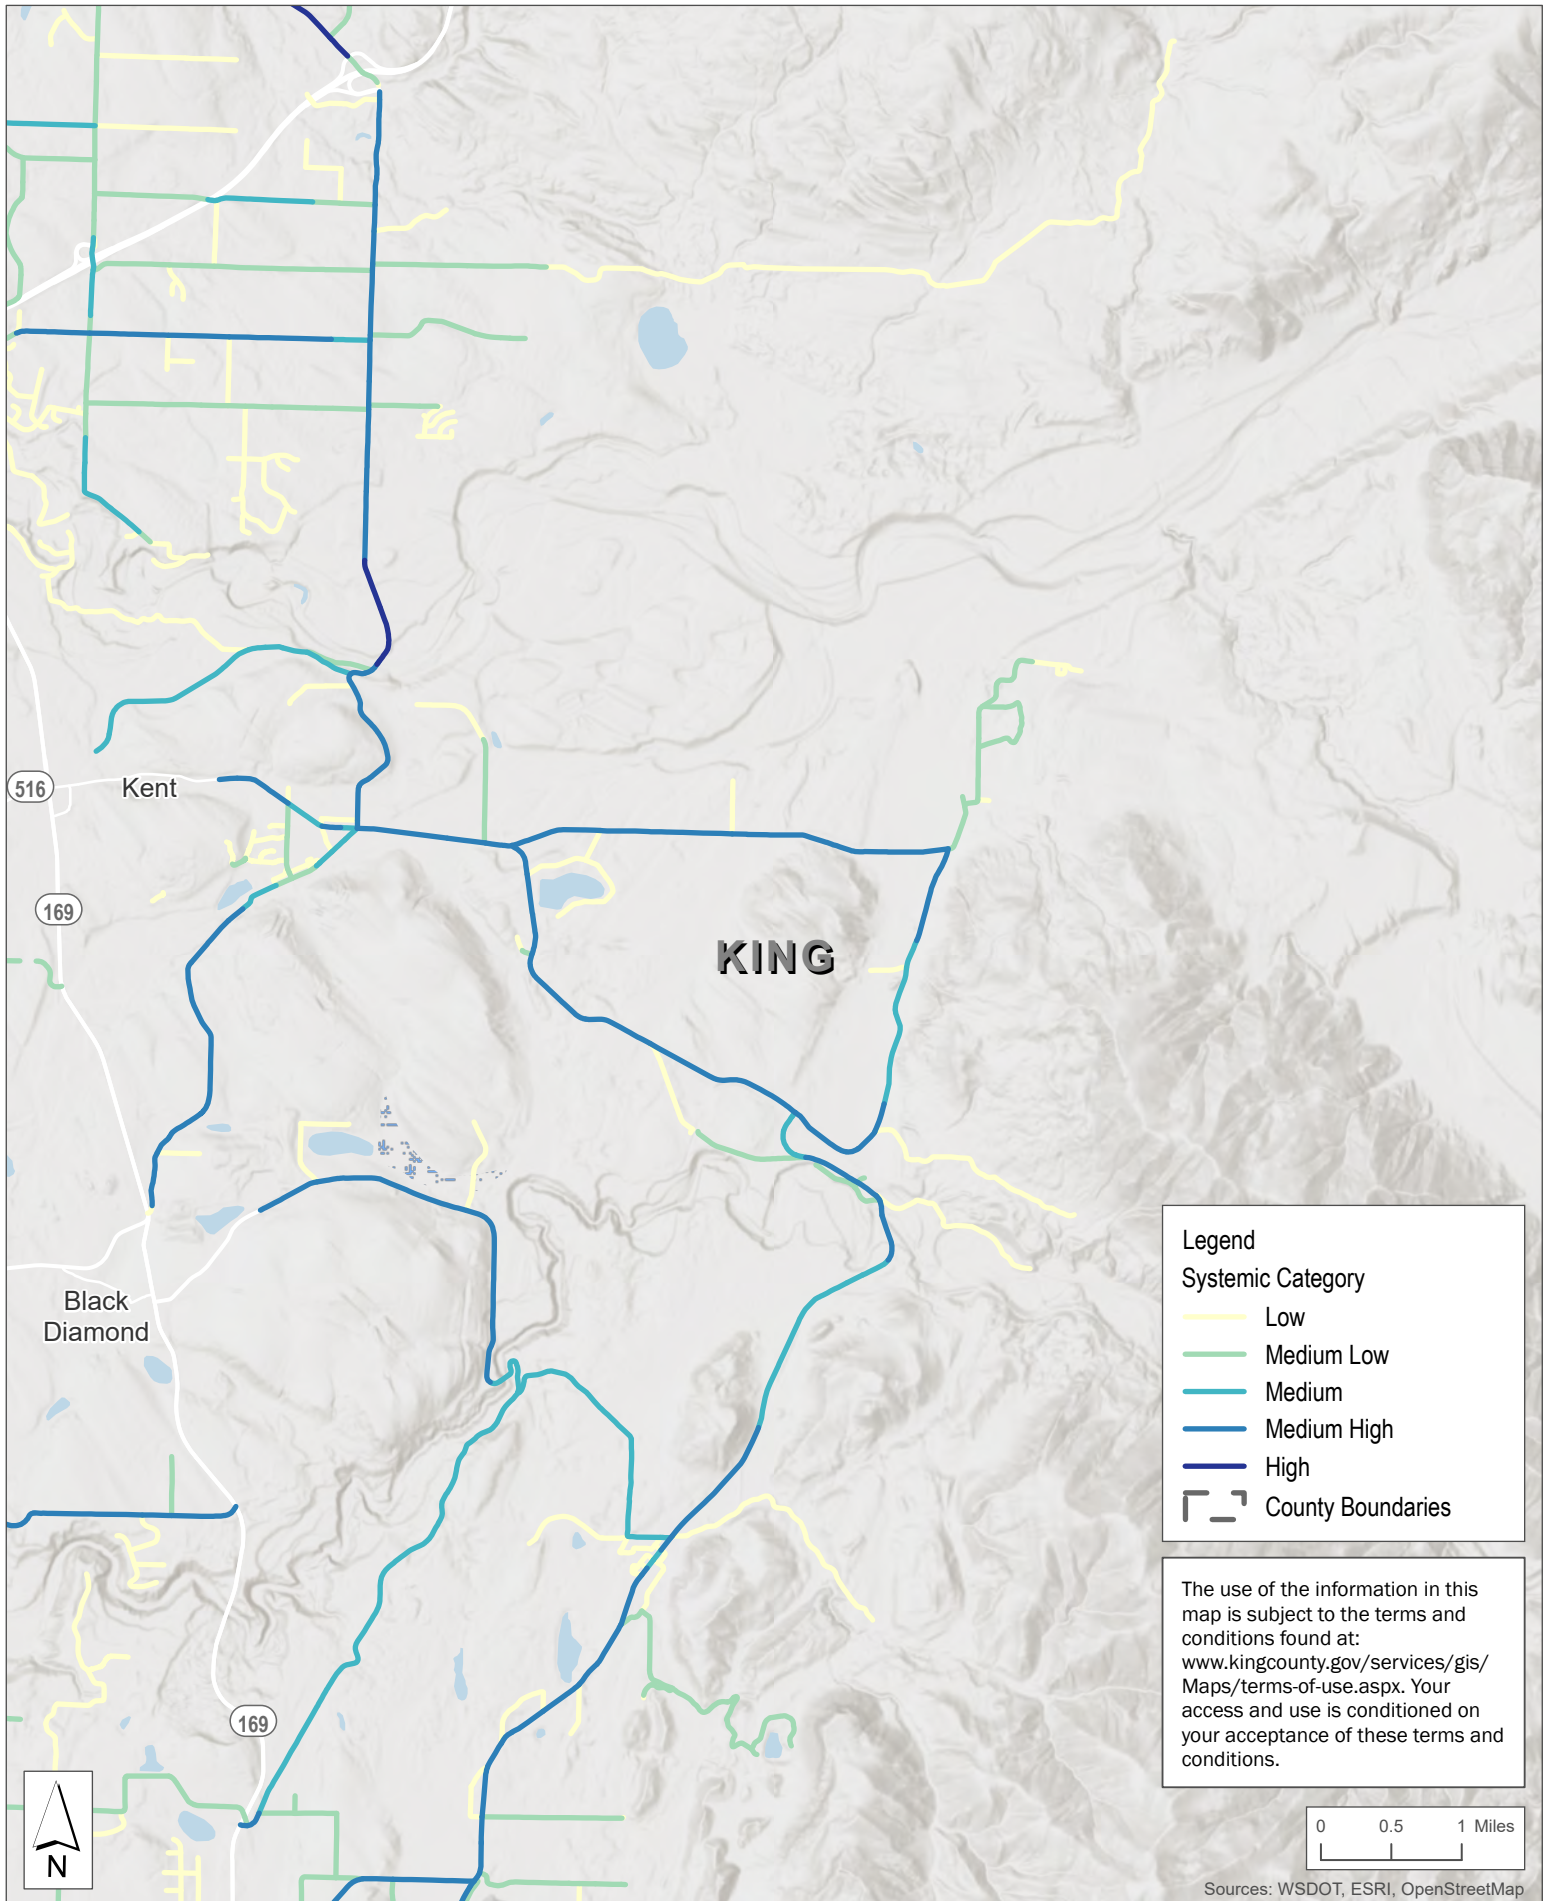 516
Kent
169
KING
Black
Diamond
169
N
Legend
Systemic Category
Low
Medium Low
Medium
Medium High
High
County Boundaries
The use of the information in this
map is subject to the terms and
conditions found at:
www.kingcounty.gov/services/gis/
Maps/terms-of-use.aspx. Your
access and use is conditioned on
your acceptance of these terms and
conditions.
0 0.5 1 Miles
Sources: WSDOT, ESRI, OpenStreetMap